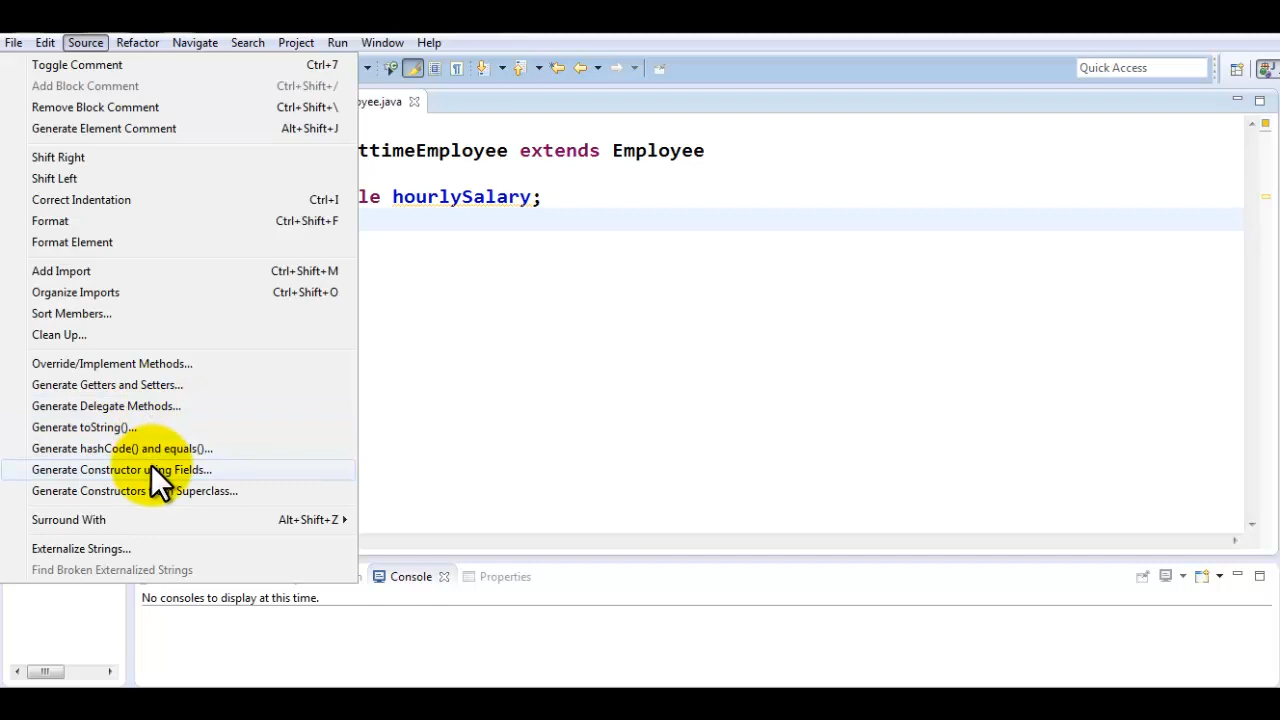 File Edit Source Refactor Navigate Search Project Run Window Help
Toggle Comment Ctrl+7
Add Block Comment Ctrl+Shift+/
Remove Block Comment Ctrl+Shift+\
Generate Element Comment Alt+Shift+J
Shift Right
Shift Left
Correct Indentation Ctrl+I
Format Ctrl+Shift+F
Format Element
Add Import Ctrl+Shift+M
Organize Imports Ctrl+Shift+O
Sort Members...
Clean Up...
Override/Implement Methods...
Generate Getters and Setters...
Generate Delegate Methods...
Generate toString()...
Generate hashCode() and equals()...
Generate Constructor using Fields...
Generate Constructors Superclass...
Surround With Alt+Shift+Z
Externalize Strings...
Find Broken Externalized Strings
Quick Access
yee.java
ttimeEmployee extends Employee
le hourlySalary;
Console Properties
No consoles to display at this time.